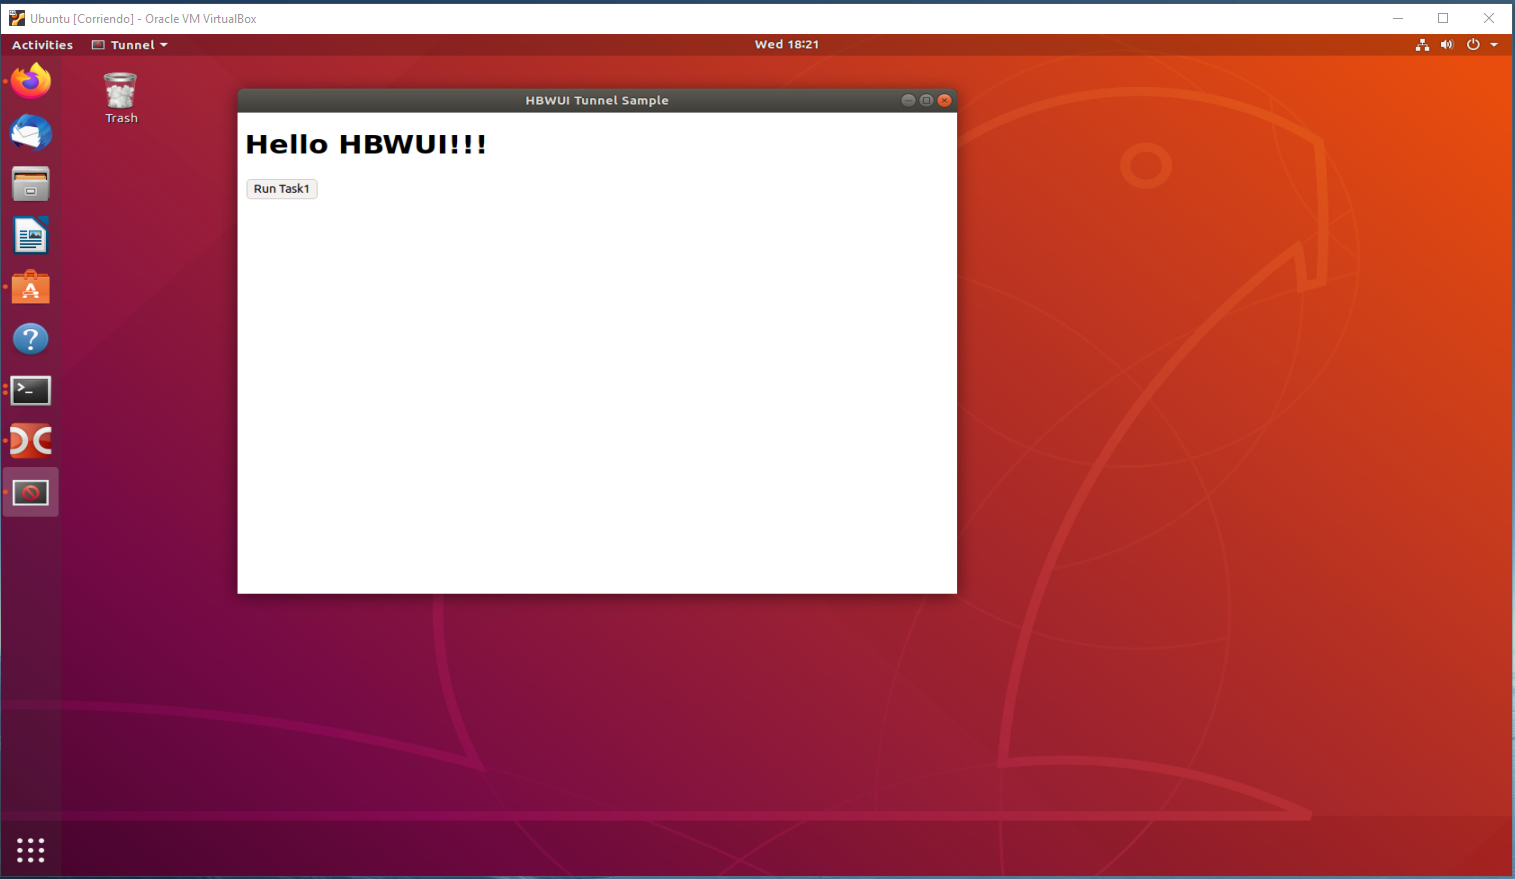 Ubuntu [Corriendo] - Oracle VM VirtualBox
Activities
Tunnel
Wed 18:21
Trash
HBWUI Tunnel Sample
Hello HBWUI!!!
Run Task1